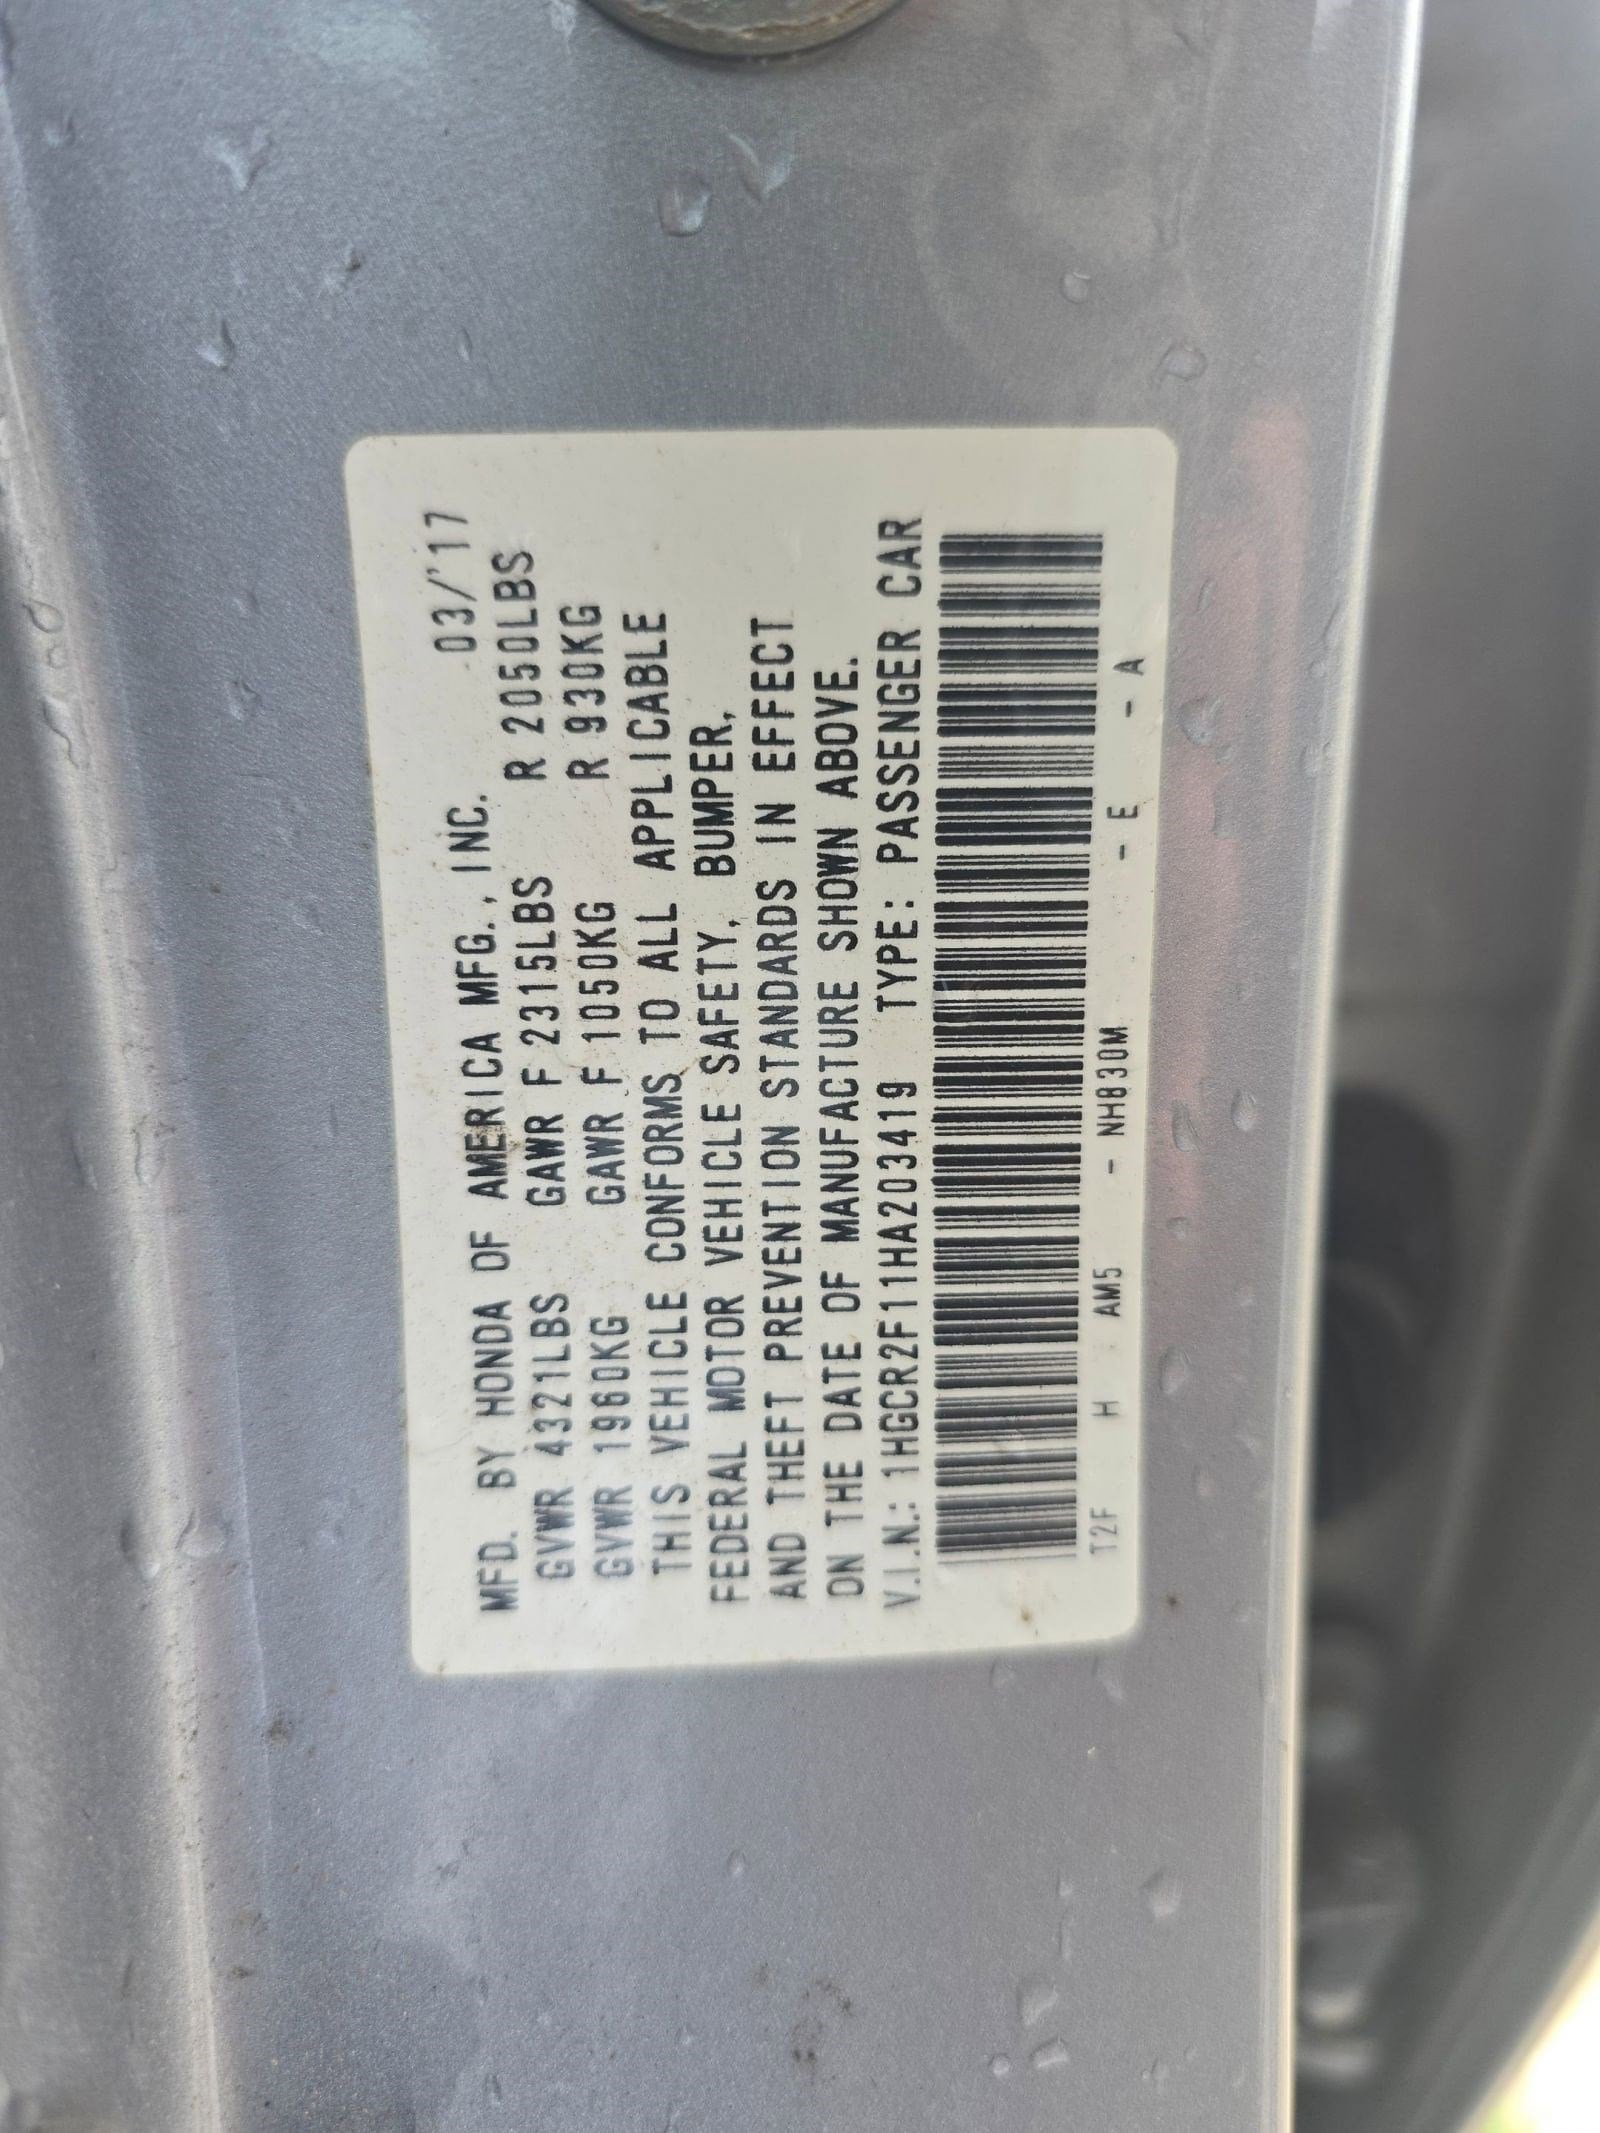 MFD. BY HONDA OF AMERICA MFG., INC. 03/'17
GVWR 4321LBS GAWR F 2315LBS R 2050LBS
GVWR 1960KG GAWR F 1050KG R 930KG
THIS VEHICLE CONFORMS TO ALL APPLICABLE
FEDERAL MOTOR VEHICLE SAFETY, BUMPER,
AND THEFT PREVENTION STANDARDS IN EFFECT
ON THE DATE OF MANUFACTURE SHOWN ABOVE.
V.I.N.: 1HGCR2F11HA203419 TYPE: PASSENGER CAR
T2F H AM5 - NH830M - E - A